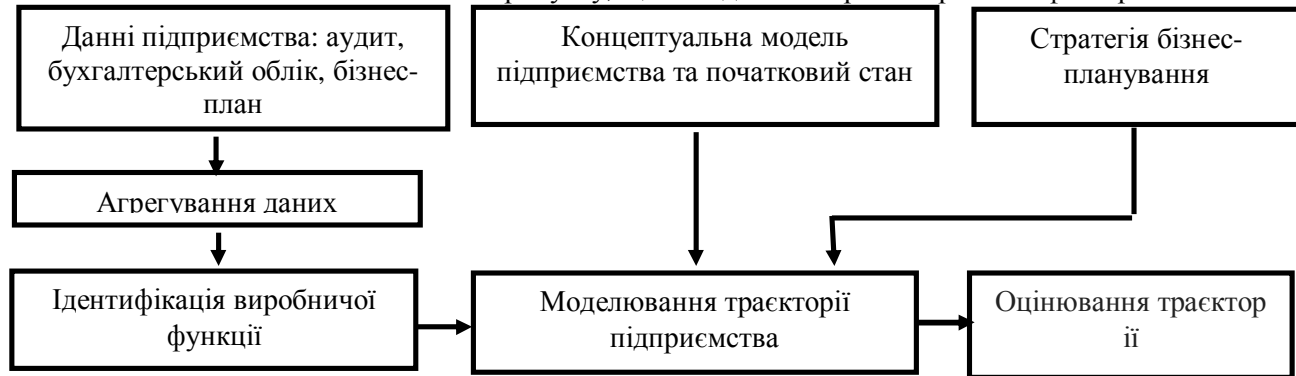 Данні підприємства: аудит,
бухгалтерський облік, бізнес-
план
Концептуальна модель
підприємства та початковий стан
Стратегія бізнес-
планування
Агрегування даних
Ідентифікація виробничої
функції
Моделювання траєкторії
підприємства
Оцінювання траєктор
ії